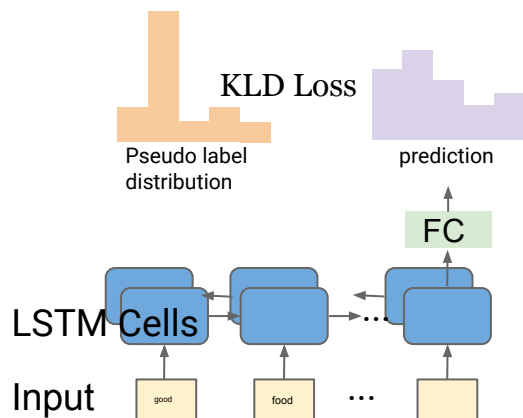 KLD Loss
Pseudo label
distribution
prediction
FC
LSTM Cells
...
Input
good
food
...